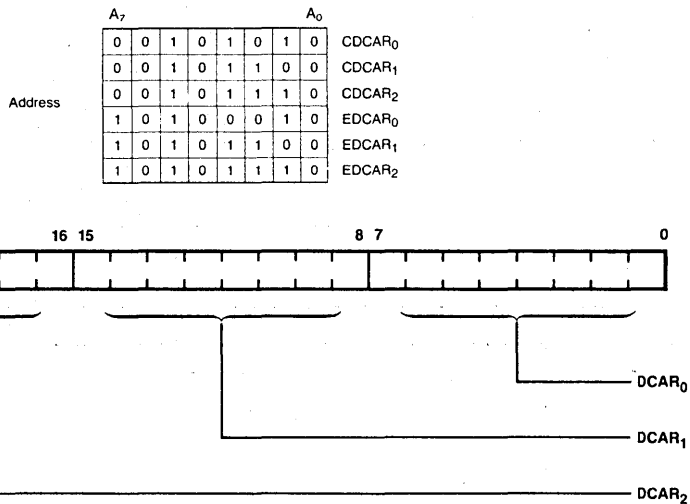 A7 A0
0 0 1 0 1 0 1 0 CDCAR0
0 0 1 0 1 1 0 0 CDCAR1
0 0 1 0 1 1 1 0 CDCAR2
Address
1 0 1 0 0 0 1 0 EDCAR0
1 0 1 0 1 1 0 0 EDCAR1
1 0 1 0 1 1 1 0 EDCAR2
16 15 8 7 0
DCAR0
DCAR1
DCAR2